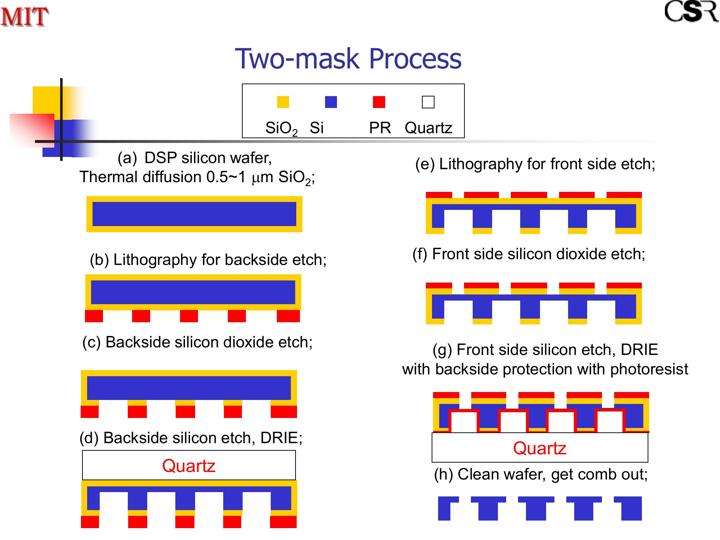 MIT
CSR
Two-mask Process
SiO2 Si PR Quartz
(a) DSP silicon wafer,
Thermal diffusion 0.5~1 μm SiO2;
(b) Lithography for backside etch;
(c) Backside silicon dioxide etch;
(d) Backside silicon etch, DRIE;
Quartz
(e) Lithography for front side etch;
(f) Front side silicon dioxide etch;
(g) Front side silicon etch, DRIE
with backside protection with photoresist
Quartz
(h) Clean wafer, get comb out;